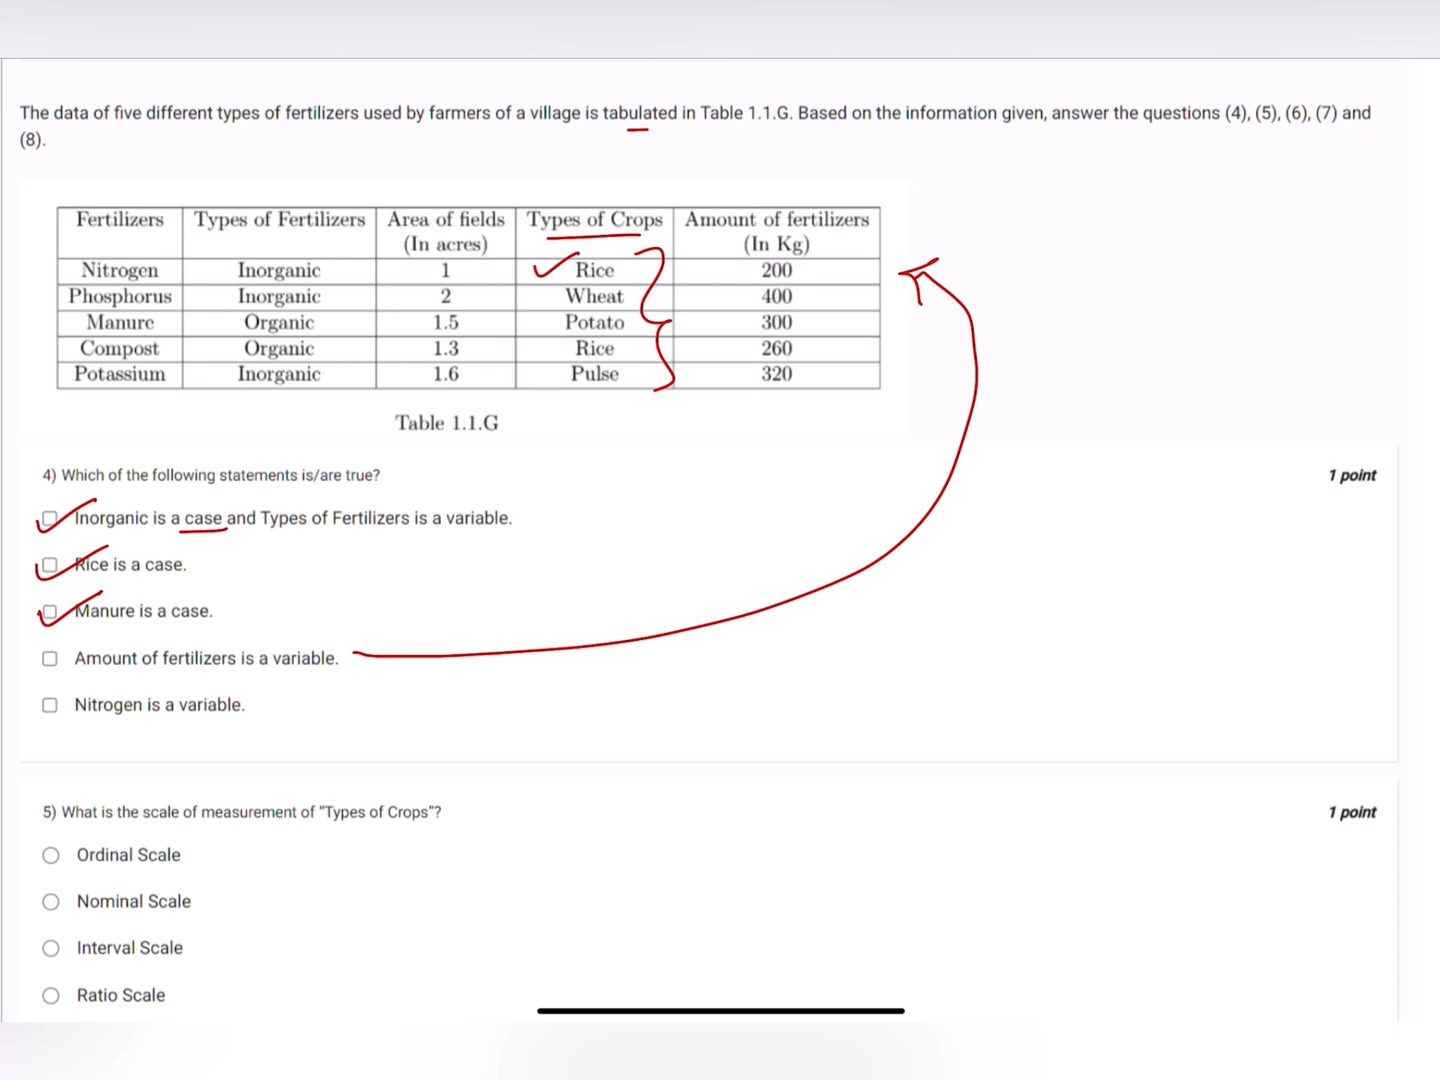 The data of five different types of fertilizers used by farmers of a village is tabulated in Table 1.1.G. Based on the information given, answer the questions (4), (5), (6), (7) and
(8).
Fertilizers Types of Fertilizers Area of fields Types of Crops Amount of fertilizers
(In acres) (In Kg)
Nitrogen Inorganic 1 Rice 200
Phosphorus Inorganic 2 Wheat 400
Manure Organic 1.5 Potato 300
Compost Organic 1.3 Rice 260
Potassium Inorganic 1.6 Pulse 320
Table 1.1.G
4) Which of the following statements is/are true? 1 point
Inorganic is a case and Types of Fertilizers is a variable.
Rice is a case.
Manure is a case.
Amount of fertilizers is a variable.
Nitrogen is a variable.
5) What is the scale of measurement of "Types of Crops"? 1 point
Ordinal Scale
Nominal Scale
Interval Scale
Ratio Scale